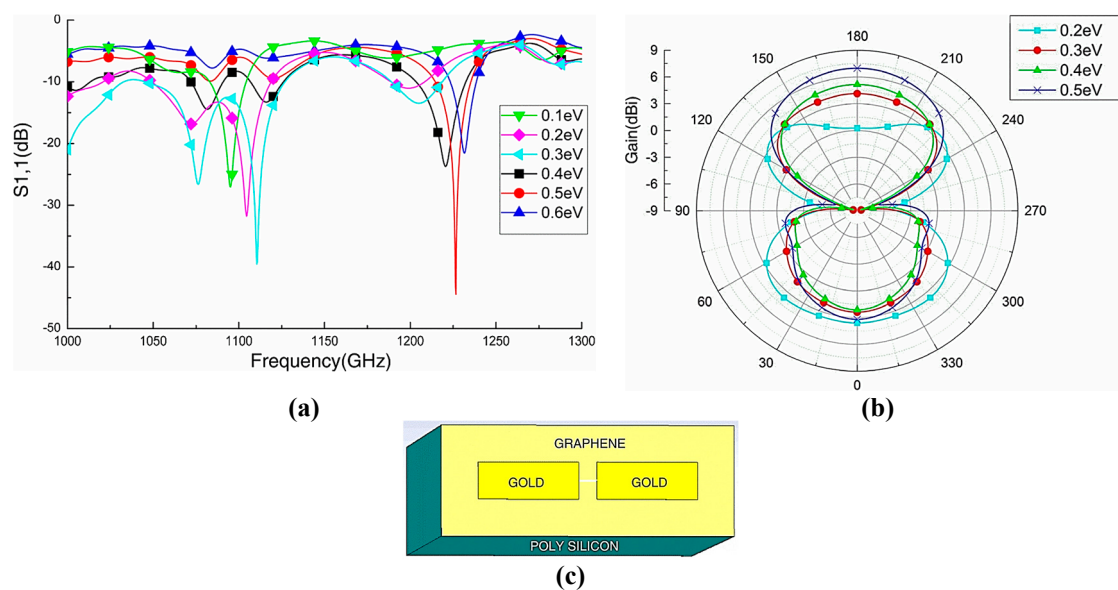 0
-10
-20
-30
-40
-50
S1,1(dB)
1000 1050 1100 1150 1200 1250 1300
Frequency(GHz)
0.1eV
0.2eV
0.3eV
0.4eV
0.5eV
0.6eV
(a)
9
6
3
0
-3
-6
-9
Gain(dBi)
180
150
210
120
240
90
270
60
300
30
330
0
0.2eV
0.3eV
0.4eV
0.5eV
(b)
GRAPHENE
GOLD GOLD
POLY SILICON
(c)